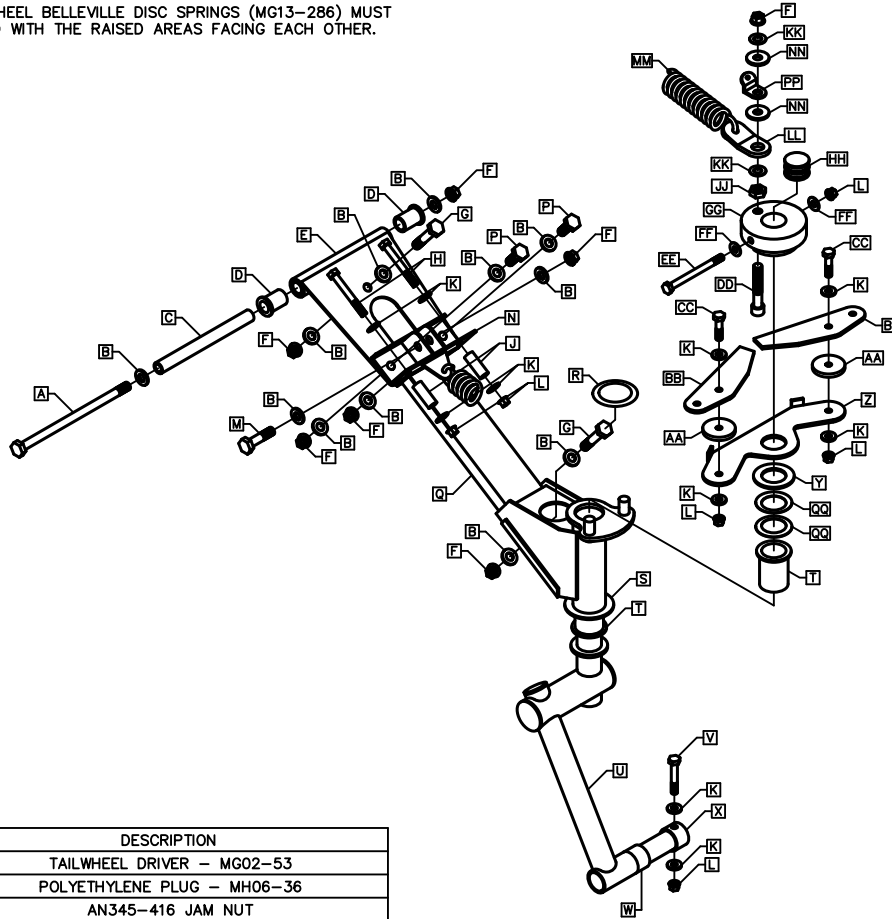 HEEL BELLEVILLE DISC SPRINGS (MG13-286) MUST
WITH THE RAISED AREAS FACING EACH OTHER.
F
KK
NN
MM
PP
NN
LL
KK
HH
JJ
L
GG
FF
FF
CC
EE
K
DD
CC
B
K
AA
BB
Z
AA
K
L
Y
K
QQ
L
QQ
T
F
B
D
G
P
B
E
B
P
B
F
H
K
B
D
N
C
F
B
J
B
K
A
L
R
B
B
G
M
F
B
F
B
F
Q
B
F
S
T
V
U
K
X
K
L
W
DESCRIPTION
TAILWHEEL DRIVER - MG02-53
POLYETHYLENE PLUG - MH06-36
AN345-416 JAM NUT